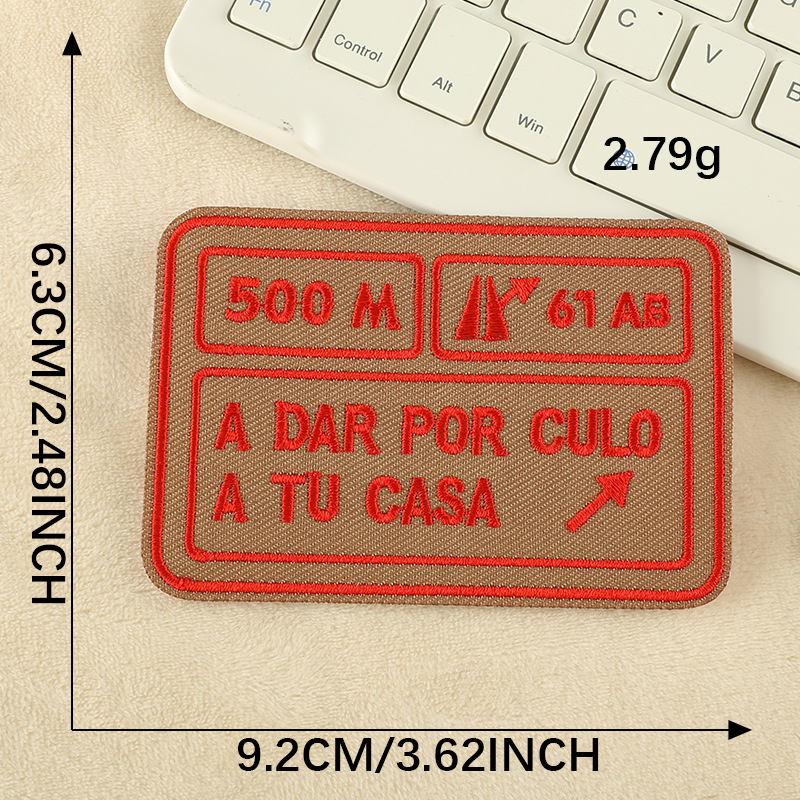 Fn
Control
Alt
Win
C
V
B
2.79g
500 M
61 AB
A DAR POR CULO
A TU CASA
6.3CM/2.48INCH
9.2CM/3.62INCH